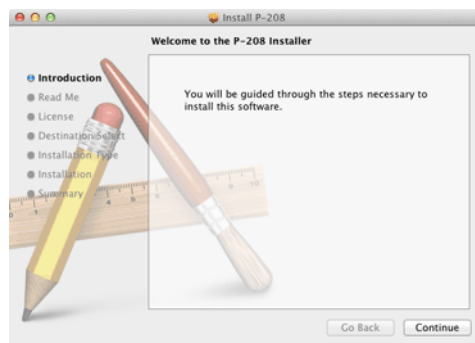 Install P-208
Welcome to the P-208 Installer
Introduction
Read Me
License
Destination Select
Installation Type
Installation
Summary
You will be guided through the steps necessary to
install this software.
Go Back
Continue